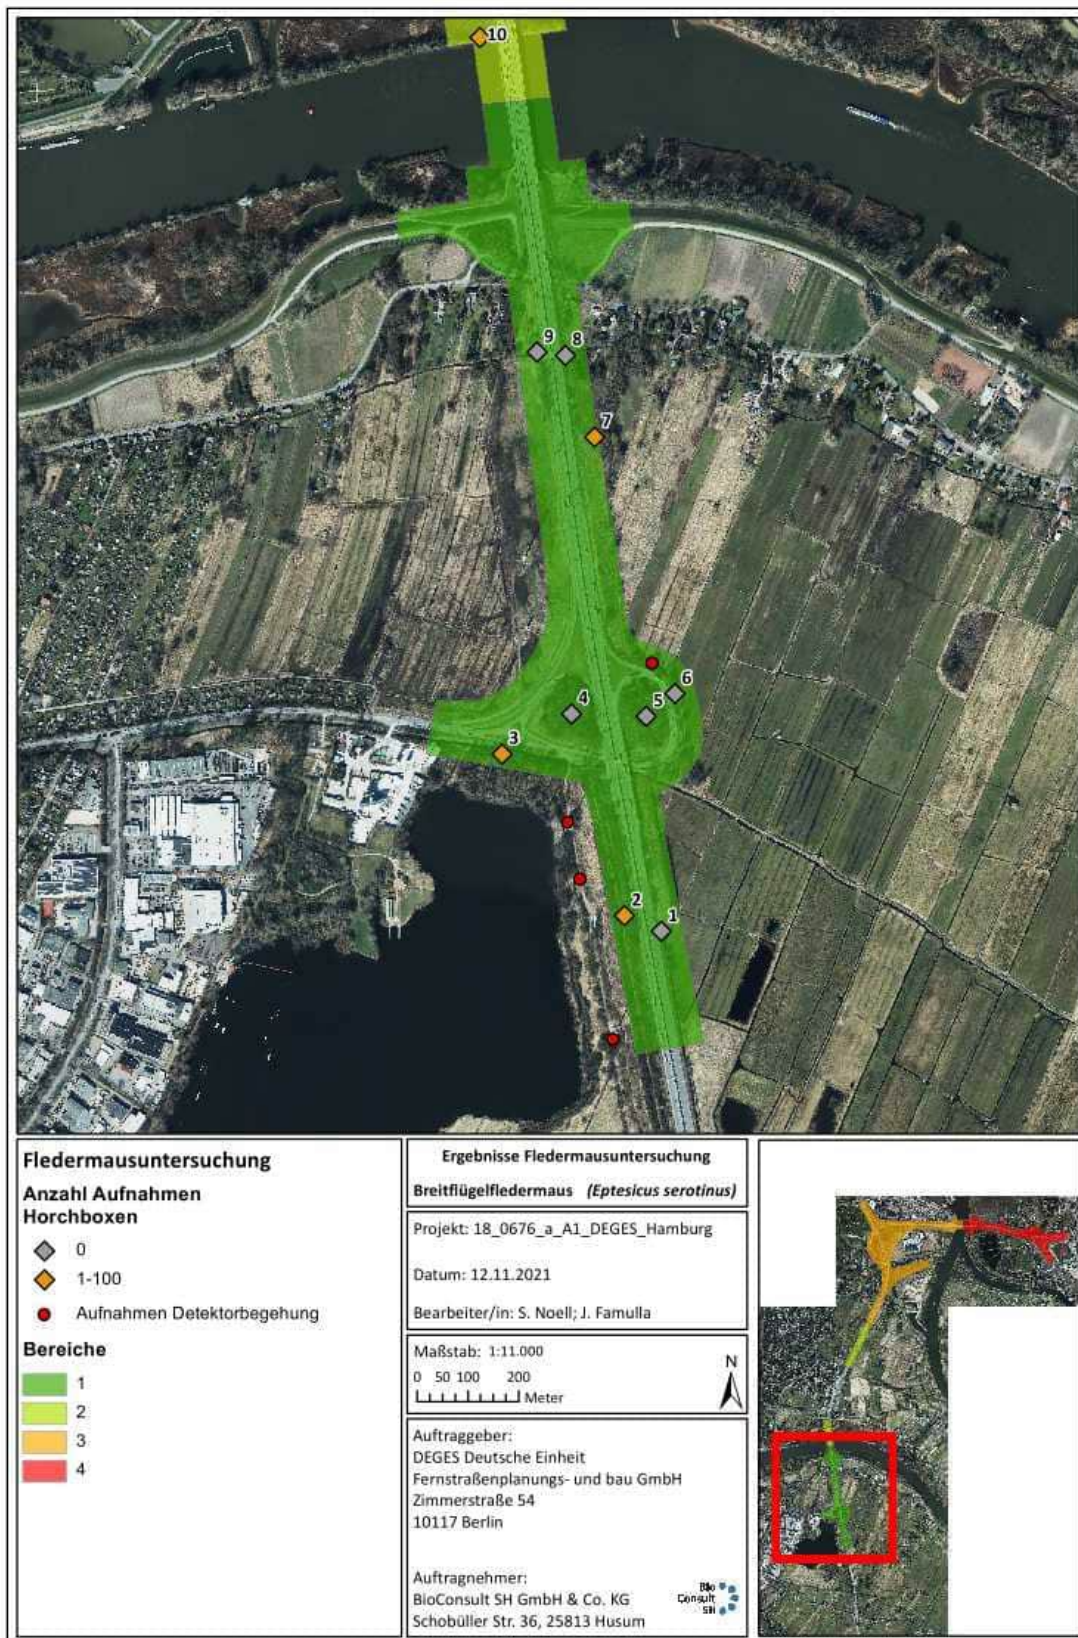 10
9
8
7
6
5
4
3
2
1
Fledermausuntersuchung
Anzahl Aufnahmen
Horchboxen
0
1-100
Aufnahmen Detektorbegehung
Bereiche
1
2
3
4
Ergebnisse Fledermausuntersuchung
Breitflügelfledermaus (Eptesicus serotinus)
Projekt: 18_0676_a_A1_DEGES_Hamburg
Datum: 12.11.2021
Bearbeiter/in: S. Noell; J. Famulla
Maßstab: 1:11.000
0 50 100 200
Meter
N
Auftraggeber:
DEGES Deutsche Einheit
Fernstraßenplanungs- und bau GmbH
Zimmerstraße 54
10117 Berlin
Auftragnehmer:
BioConsult SH GmbH & Co. KG
Schobüller Str. 36, 25813 Husum
Bio
Consult
SH